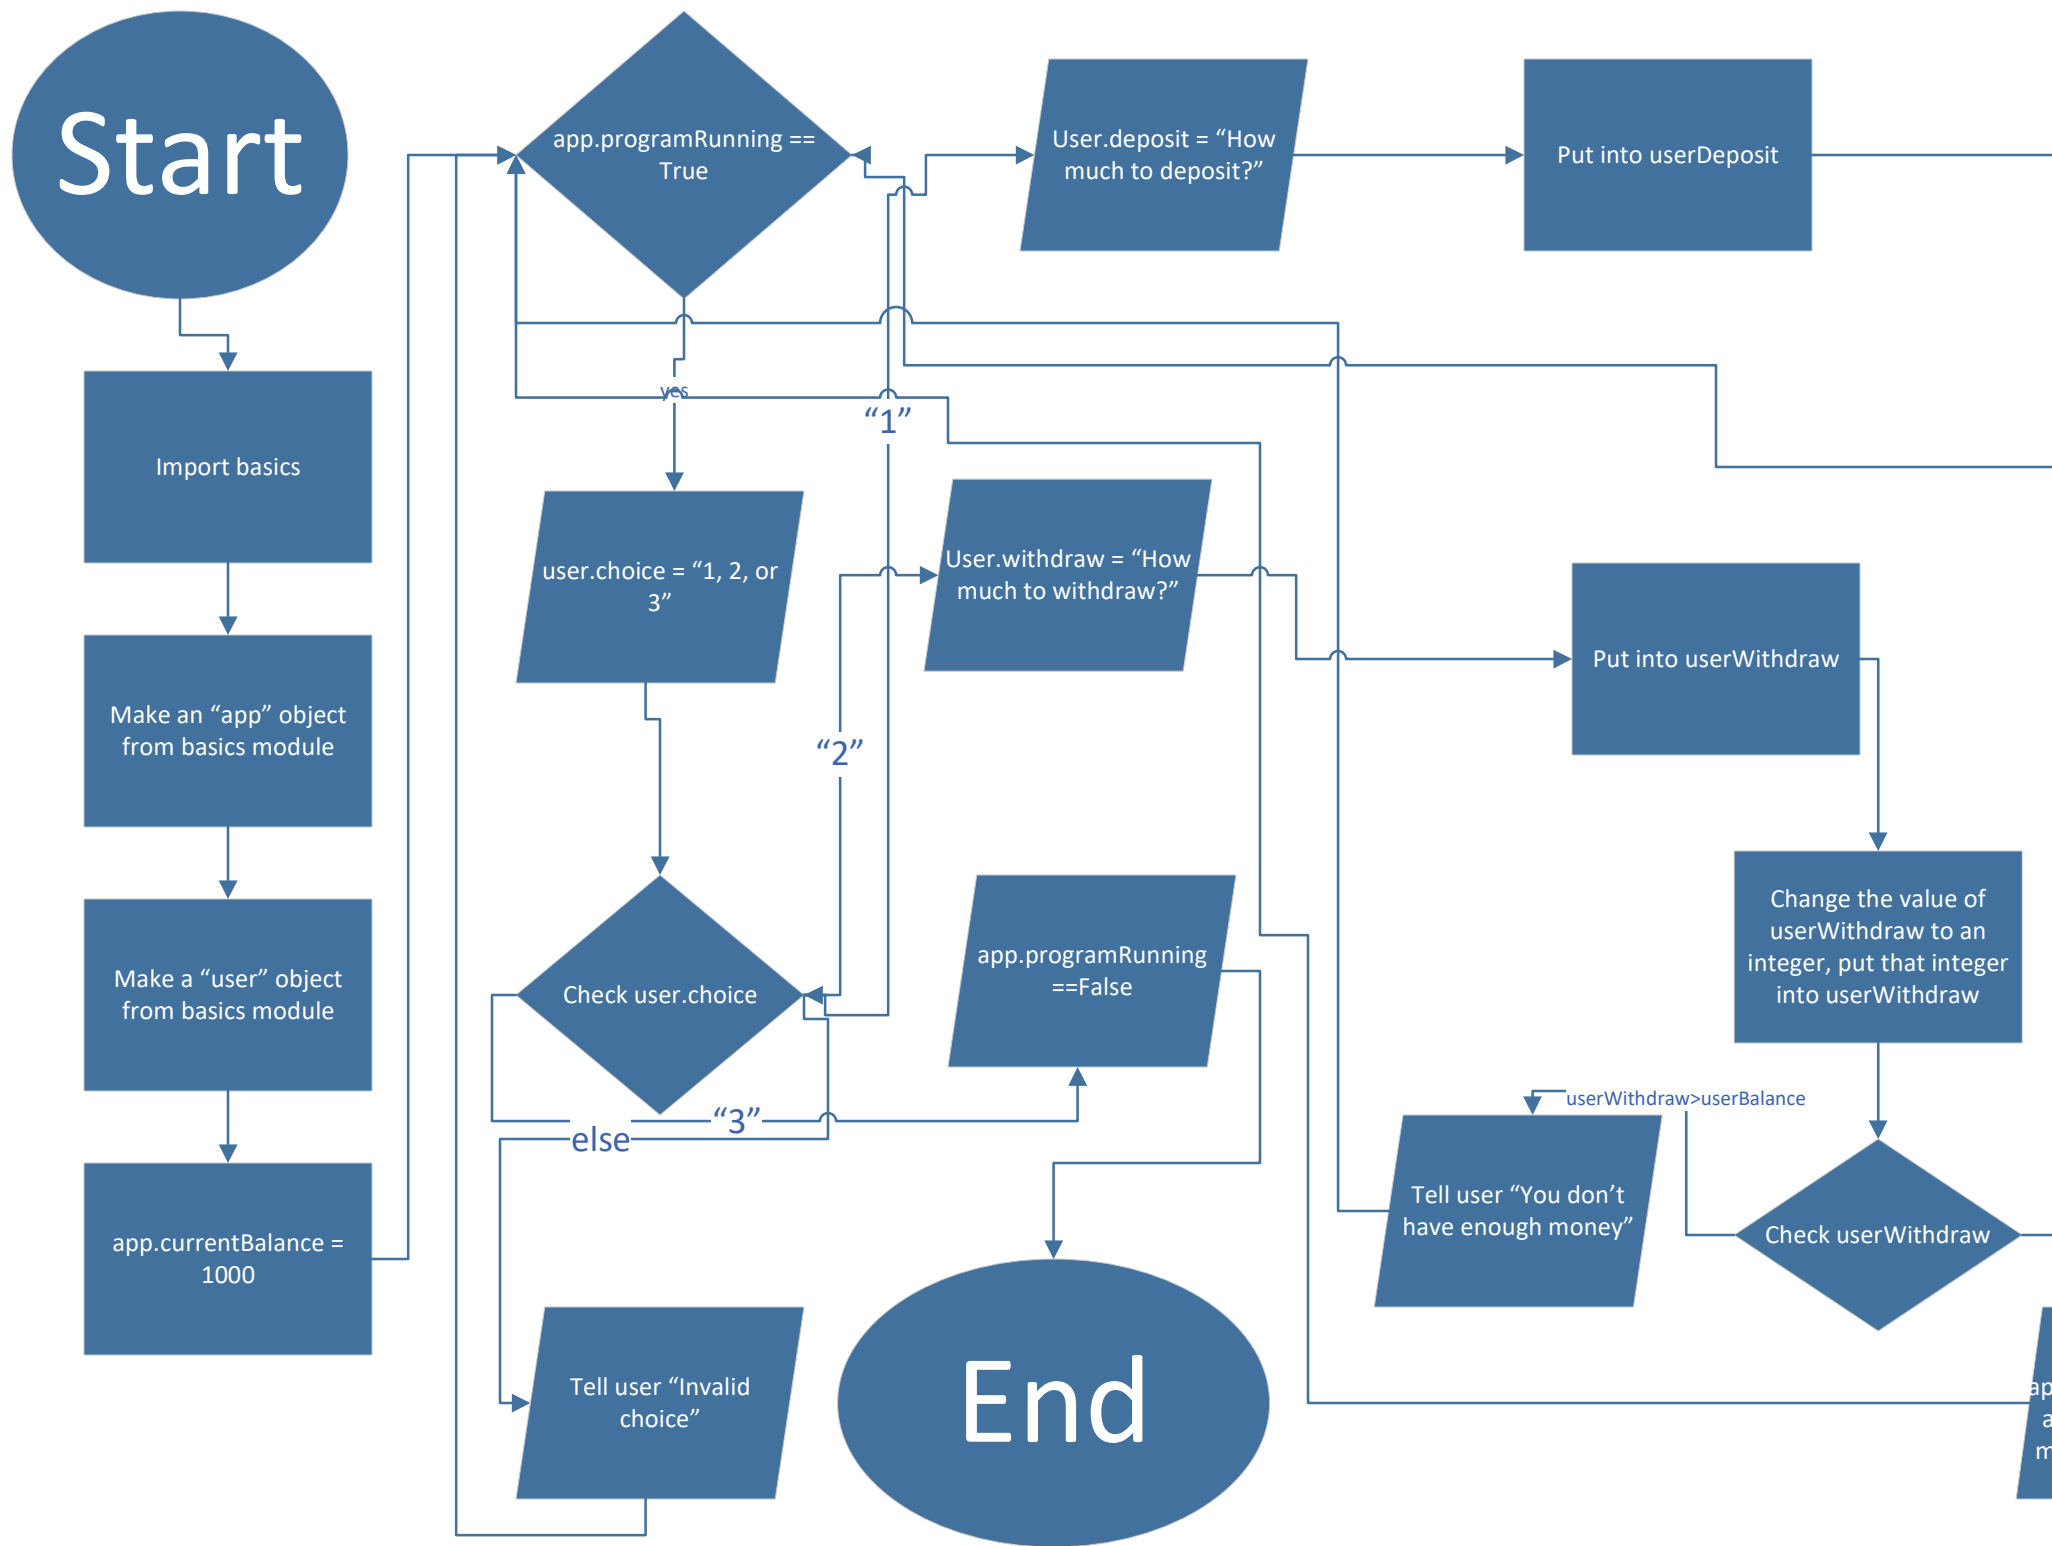 Start
Import basics
Make an “app” object
from basics module
Make a “user” object
from basics module
app.currentBalance =
1000
app.programRunning ==
True
yes
user.choice = “1, 2, or
3”
Check user.choice
“1”
“2”
“3”
else
Tell user “Invalid
choice”
User.deposit = “How
much to deposit?”
Put into userDeposit
User.withdraw = “How
much to withdraw?”
Put into userWithdraw
Change the value of
userWithdraw to an
integer, put that integer
into userWithdraw
Check userWithdraw
userWithdraw>userBalance
Tell user “You don’t
have enough money”
app.programRunning
==False
End